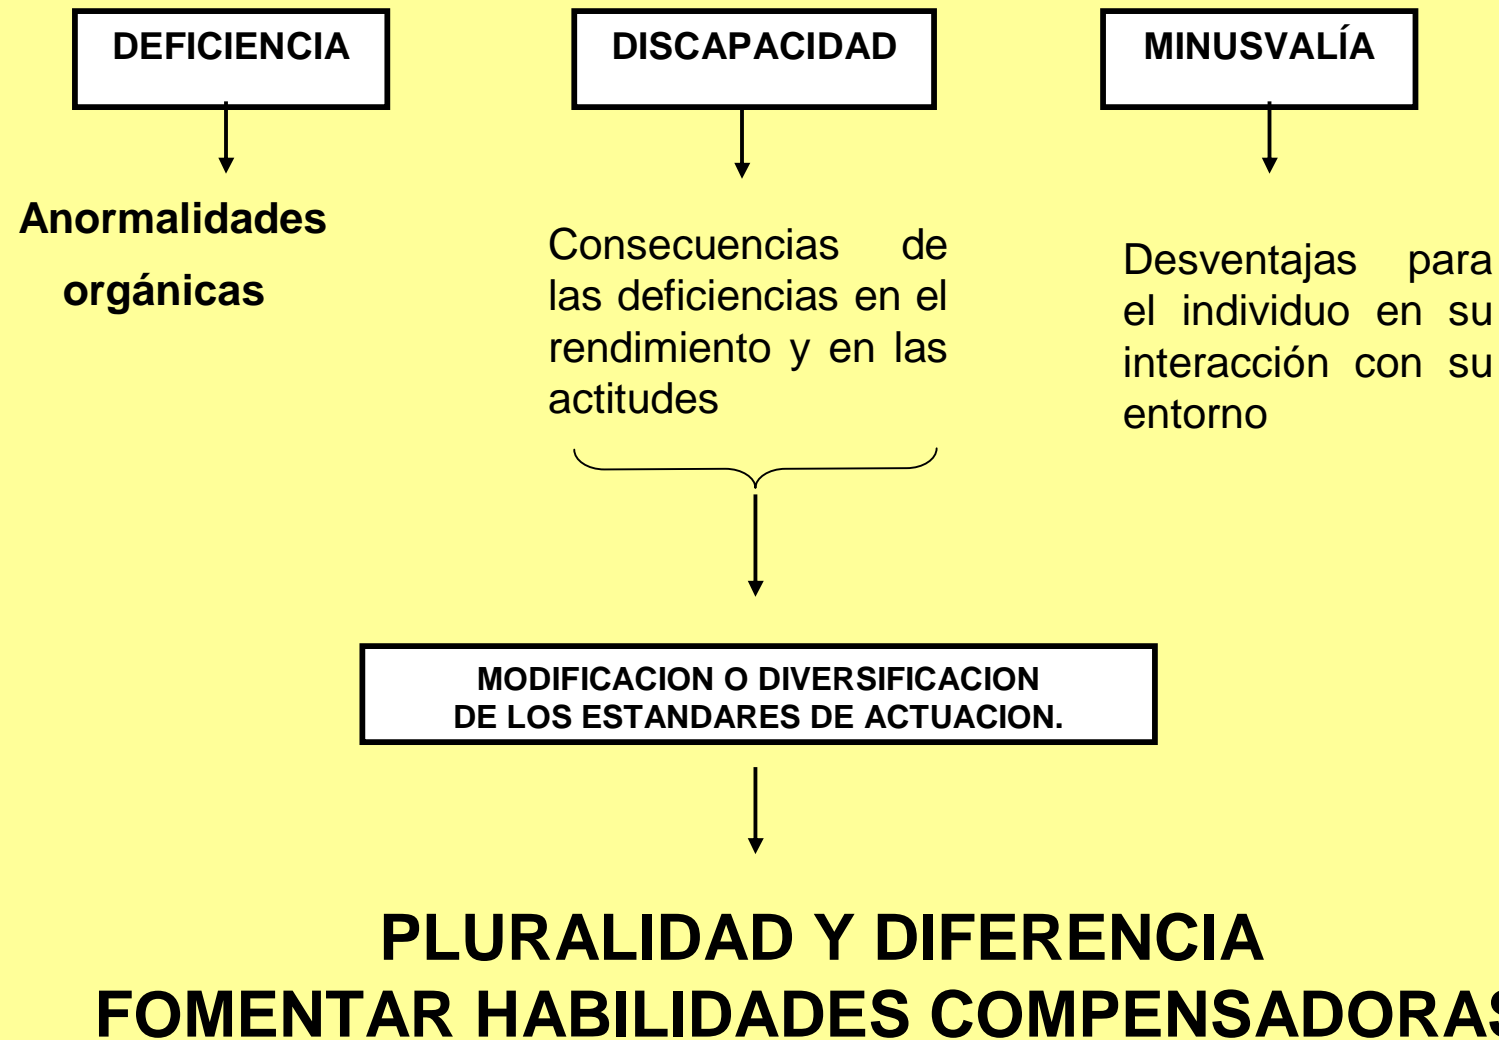 DEFICIENCIA
DISCAPACIDAD
MINUSVALÍA
Anormalidades
orgánicas
Consecuencias de
las deficiencias en el
rendimiento y en las
actitudes
Desventajas para
el individuo en su
interacción con su
entorno
MODIFICACION O DIVERSIFICACION
DE LOS ESTANDARES DE ACTUACION.
PLURALIDAD Y DIFERENCIA
FOMENTAR HABILIDADES COMPENSADORAS